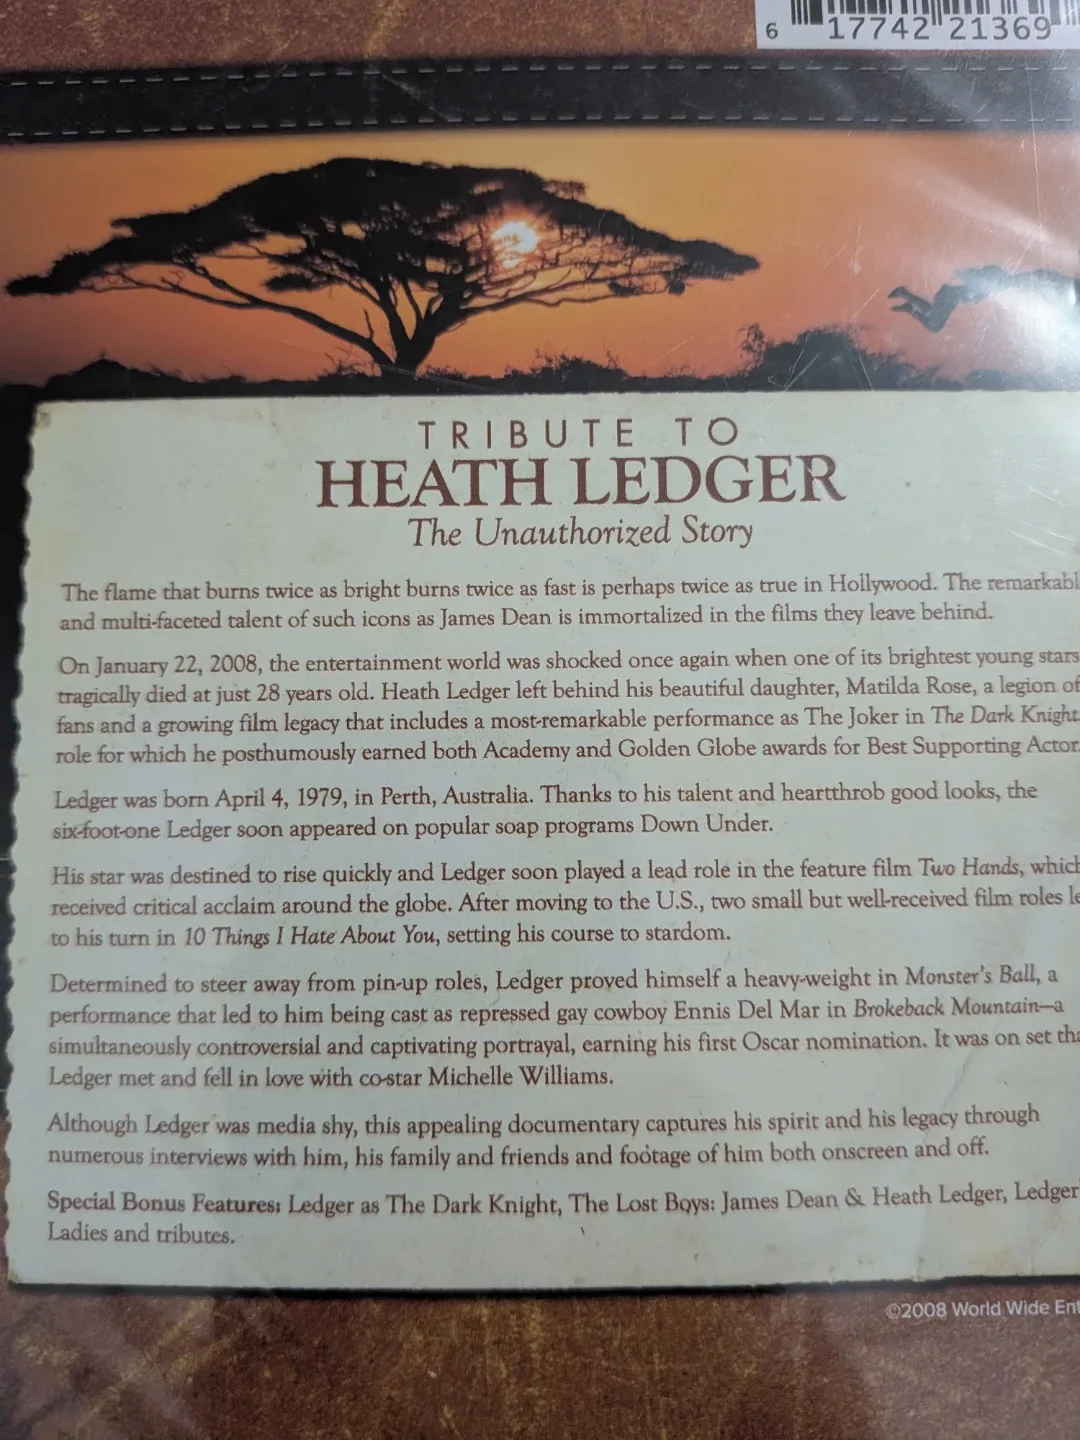 6 17742 21369
TRIBUTE TO
HEATH LEDGER
The Unauthorized Story
The flame that burns twice as bright burns twice as fast is perhaps twice as true in Hollywood. The remarkabl
and multi-faceted talent of such icons as James Dean is immortalized in the films they leave behind.
On January 22, 2008, the entertainment world was shocked once again when one of its brightest young stars
tragically died at just 28 years old. Heath Ledger left behind his beautiful daughter, Matilda Rose, a legion of
fans and a growing film legacy that includes a most-remarkable performance as The Joker in The Dark Knight.
role for which he posthumously earned both Academy and Golden Globe awards for Best Supporting Actor.
Ledger was born April 4, 1979, in Perth, Australia. Thanks to his talent and heartthrob good looks, the
six-foot-one Ledger soon appeared on popular soap programs Down Under.
His star was destined to rise quickly and Ledger soon played a lead role in the feature film Two Hands, which
received critical acclaim around the globe. After moving to the U.S., two small but well-received film roles le
to his turn in 10 Things I Hate About You, setting his course to stardom.
Determined to steer away from pin-up roles, Ledger proved himself a heavy-weight in Monster's Ball, a
performance that led to him being cast as repressed gay cowboy Ennis Del Mar in Brokeback Mountain—a
simultaneously controversial and captivating portrayal, earning his first Oscar nomination. It was on set tha
Ledger met and fell in love with co-star Michelle Williams.
Although Ledger was media shy, this appealing documentary captures his spirit and his legacy through
numerous interviews with him, his family and friends and footage of him both onscreen and off.
Special Bonus Features: Ledger as The Dark Knight, The Lost Boys: James Dean & Heath Ledger, Ledger'
Ladies and tributes.
©2008 World Wide Ent